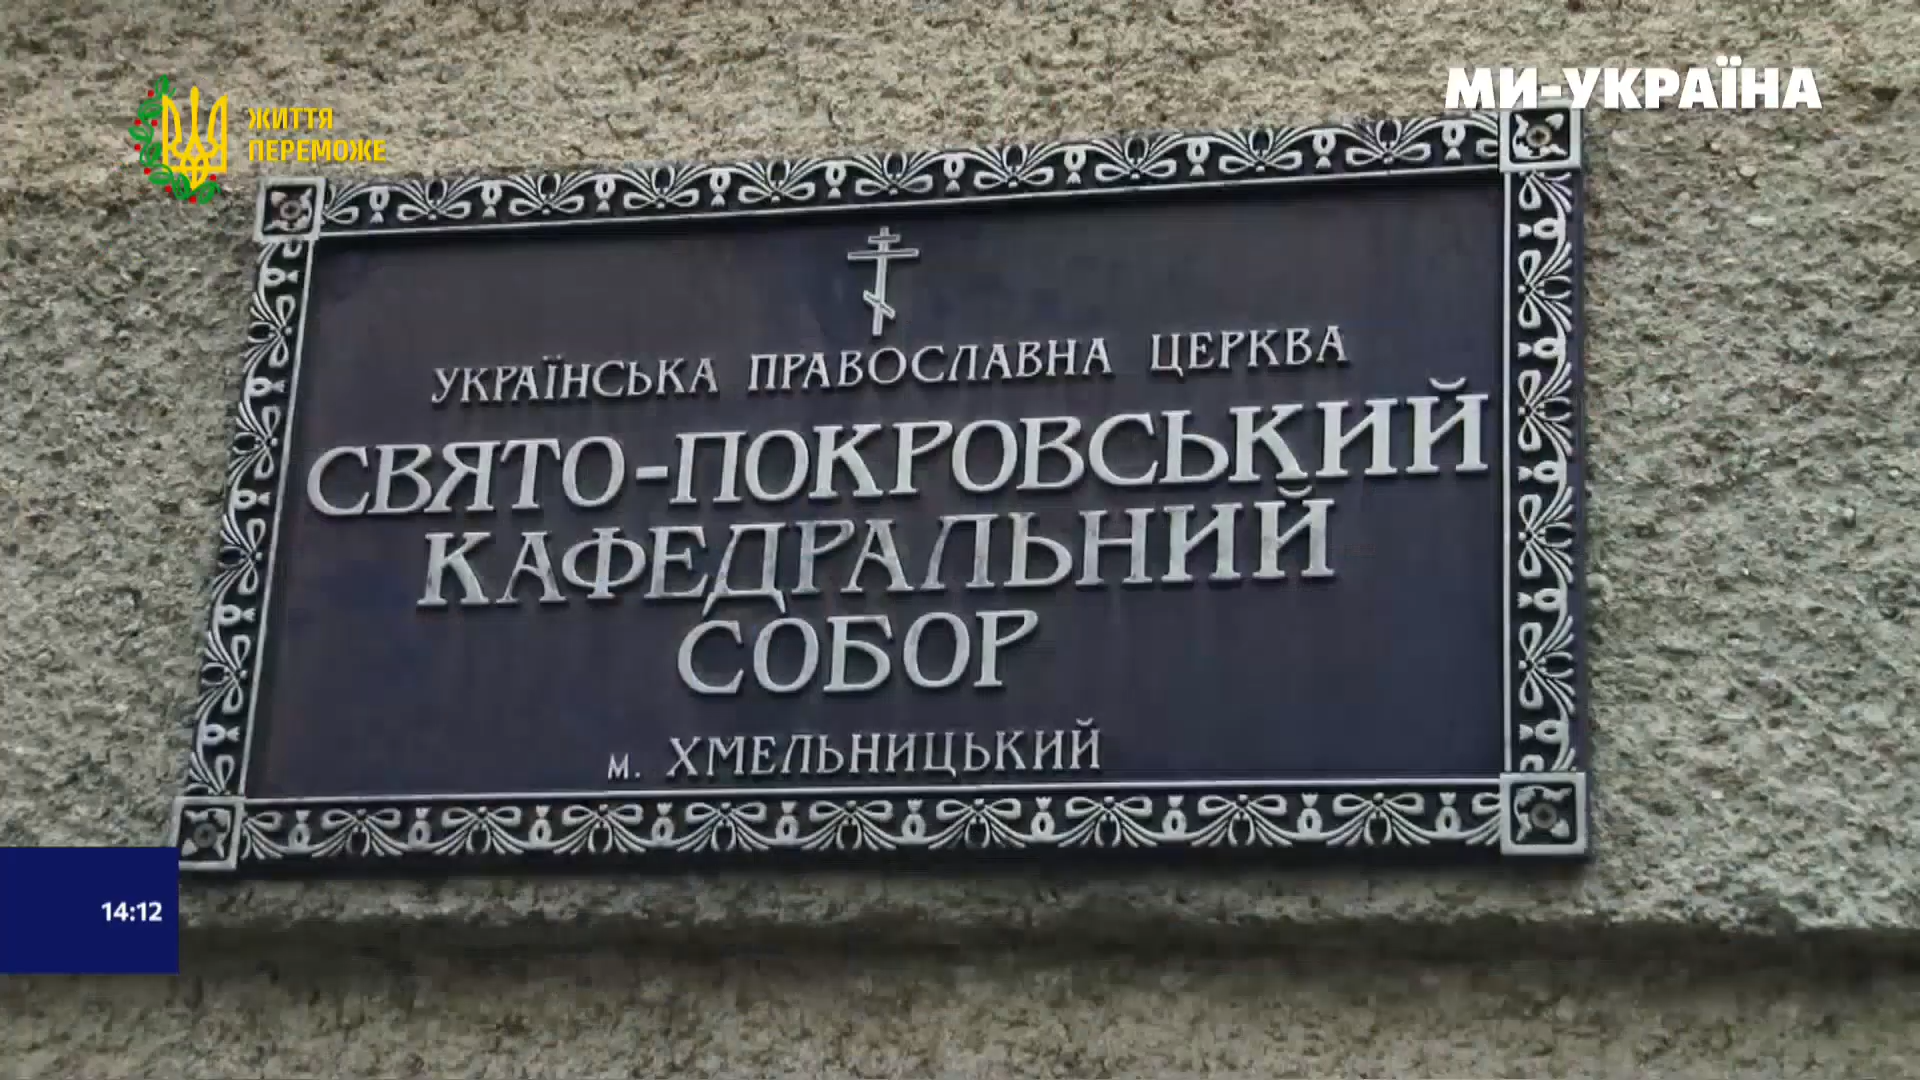 МИ-УКРАЇНА
ЖИТТЯ
ПЕРЕМОЖЕ
УКРАЇНСЬКА ПРАВОСЛАВНА ЦЕРКВА
СВЯТО-ПОКРОВСЬКИЙ
КАФЕДРАЛЬНИЙ
СОБОР
м. ХМЕЛЬНИЦЬКИЙ
14:12